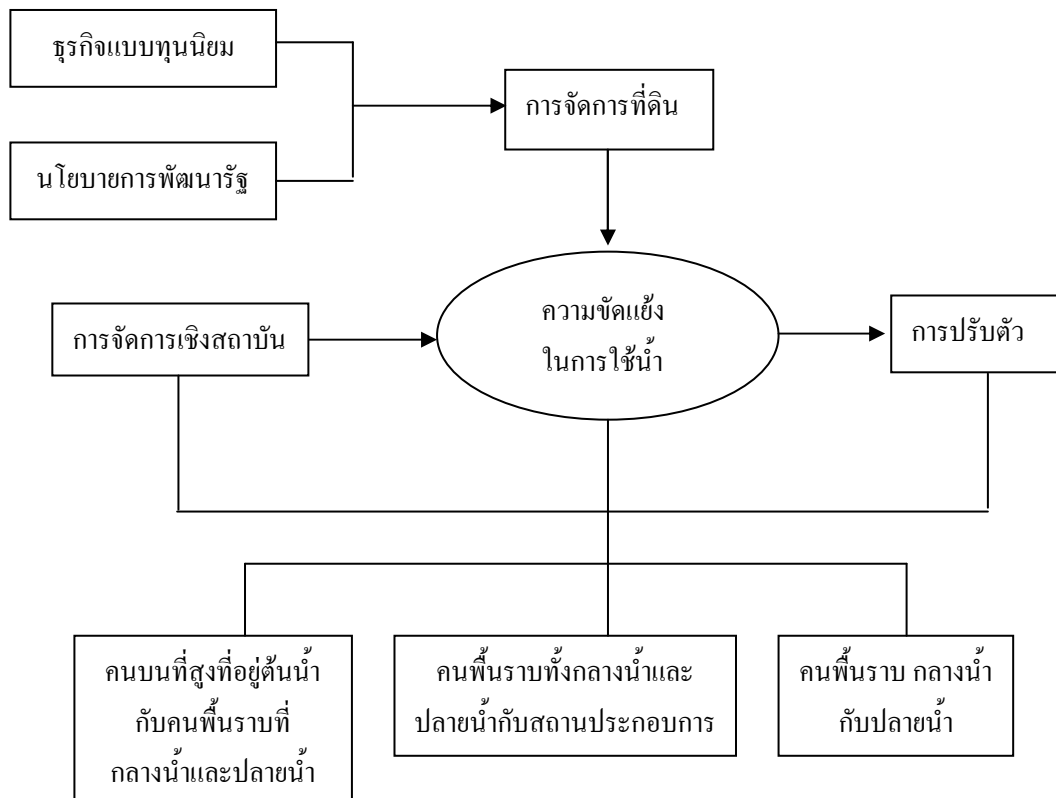 ธุรกิจแบบทุนนิยม
การจัดการที่ดิน
นโยบายการพัฒนารัฐ
ความขัดแย้ง
ในการใช้น้ำ
การจัดการเชิงสถาบัน
การปรับตัว
คนบนที่สูงที่อยู่ต้นน้ำ
กับคนพื้นราบที่
กลางน้ำและปลายน้ำ
คนพื้นราบทั้งกลางน้ำและ
ปลายน้ำกับสถานประกอบการ
คนพื้นราบ กลางน้ำ
กับปลายน้ำ